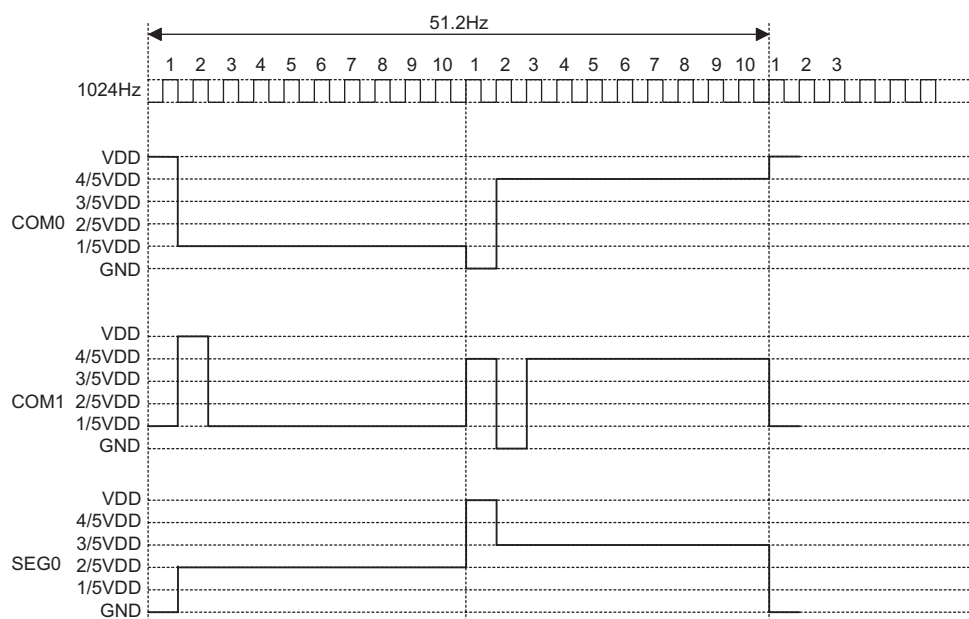 51.2Hz
1 2 3 4 5 6 7 8 9 10 1 2 3 4 5 6 7 8 9 10 1 2 3
1024Hz
VDD
4/5VDD
3/5VDD
COM0 2/5VDD
1/5VDD
GND
VDD
4/5VDD
3/5VDD
COM1 2/5VDD
1/5VDD
GND
VDD
4/5VDD
3/5VDD
SEG0 2/5VDD
1/5VDD
GND